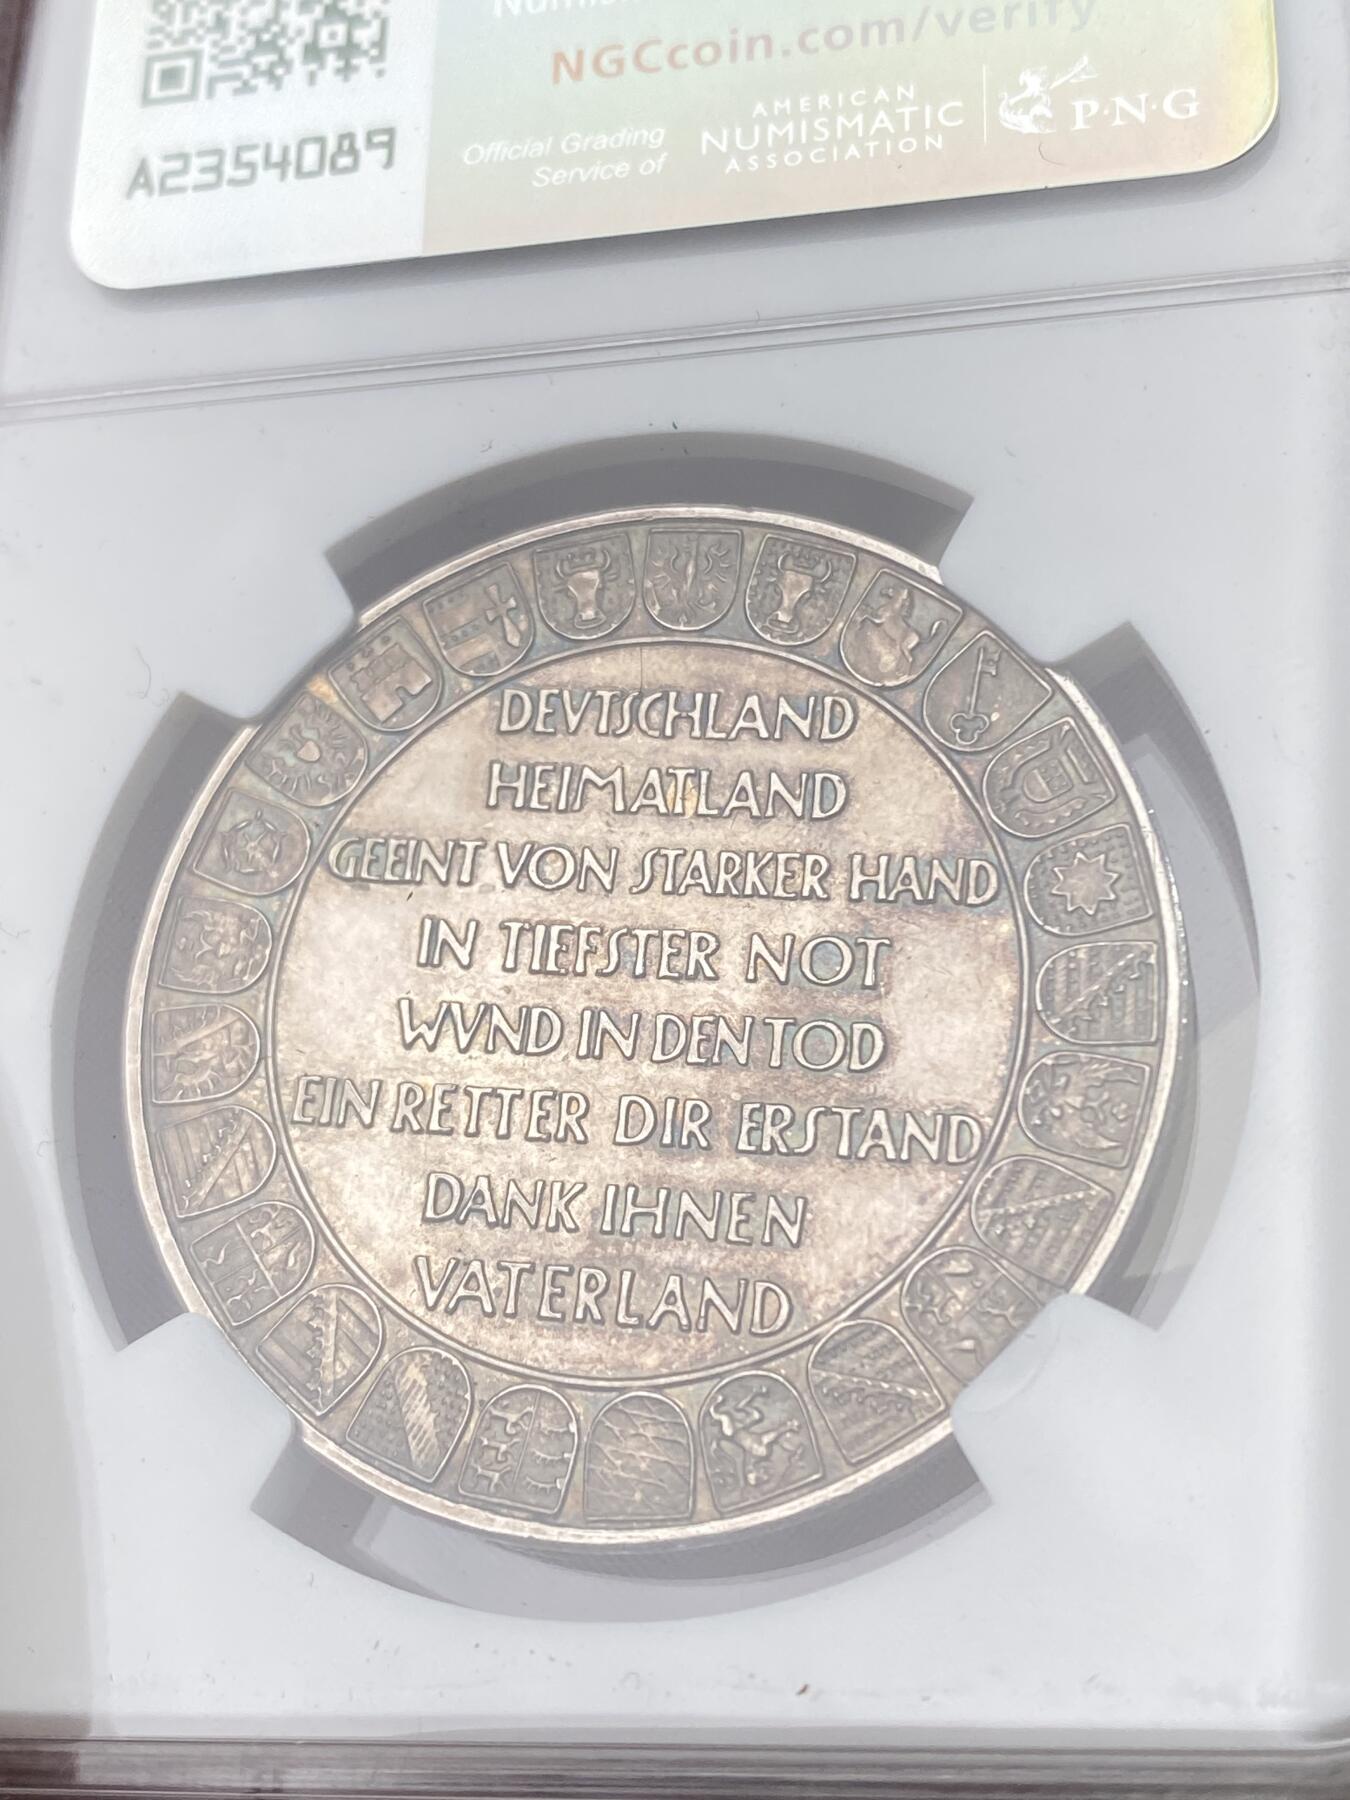 NGCcoin.com/verify
A2354089
Official Grading
Service of
AMERICAN
NUMISMATIC
ASSOCIATION
P·N·G
DEVTSCHLAND
HEIMATLAND
GEEINT VON STARKER HAND
IN TIEFSTER NOT
WVND IN DEN TOD
EIN RETTER DIR ERSTAND
DANK IHNEN
VATERLAND